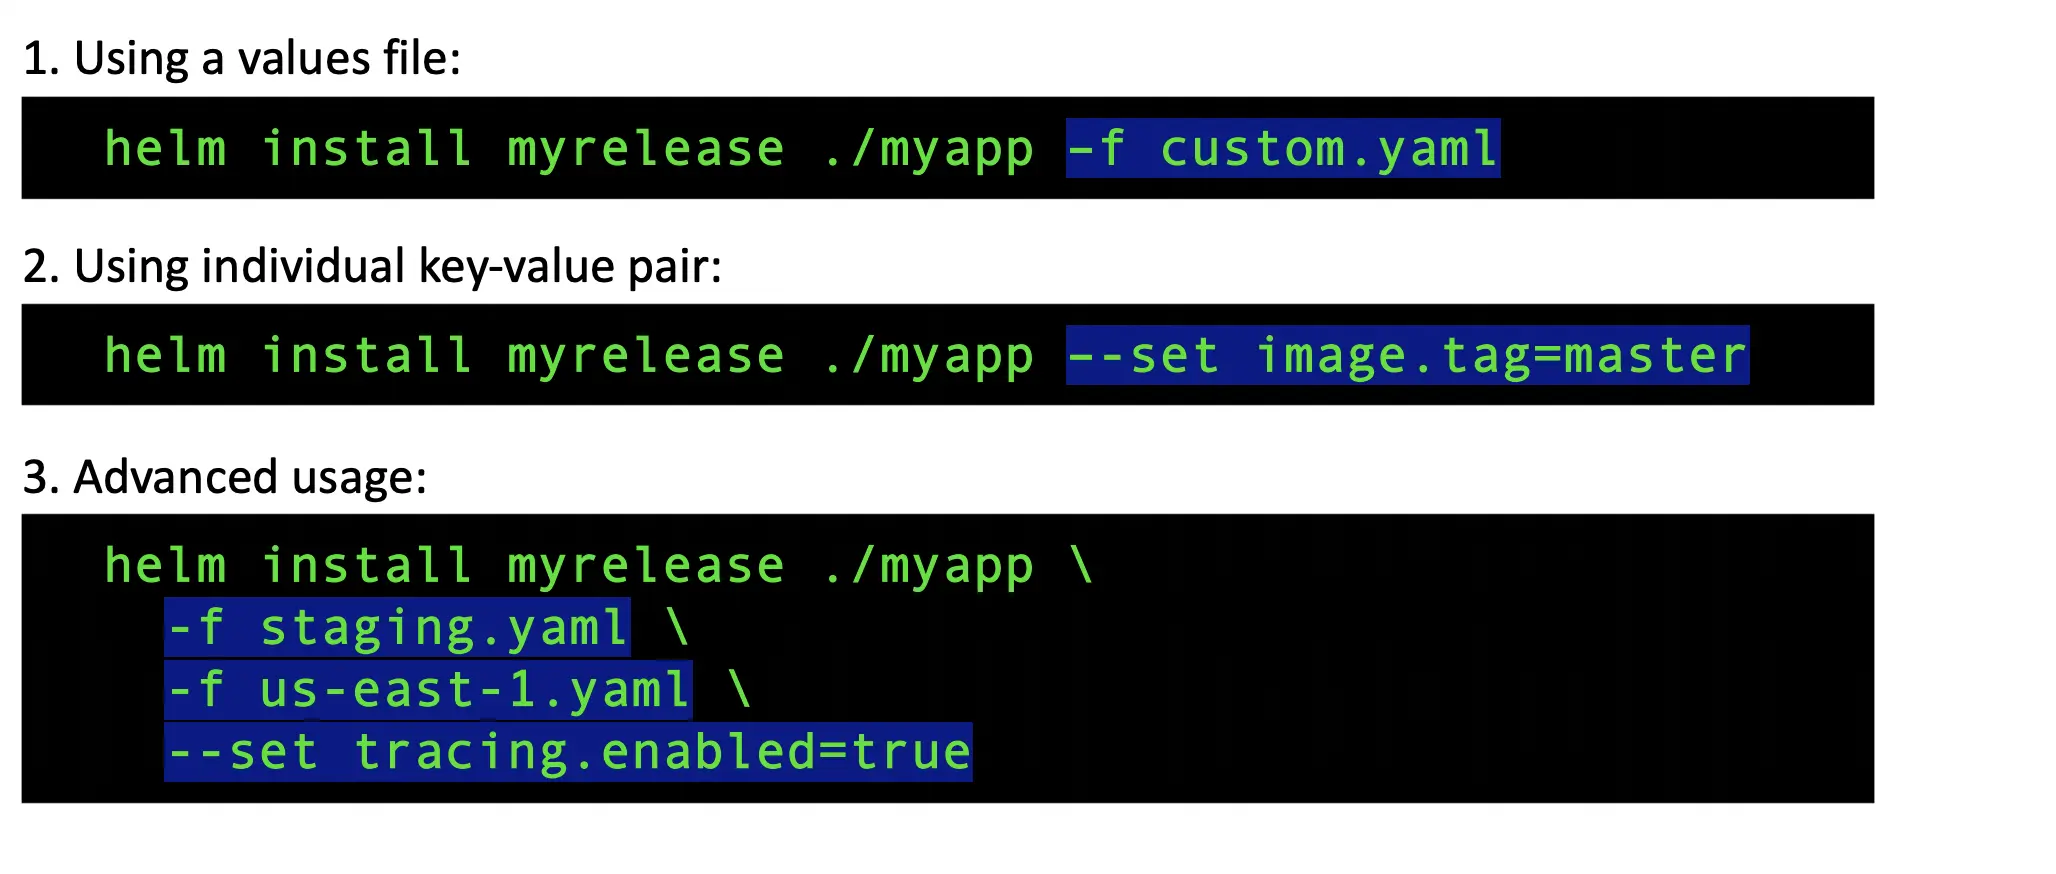 1. Using a values file:
helm install myrelease ./myapp –f custom.yaml
2. Using individual key-value pair:
helm install myrelease ./myapp –-set image.tag=master
3. Advanced usage:
helm install myrelease ./myapp \
-f staging.yaml \
-f us-east-1.yaml \
--set tracing.enabled=true